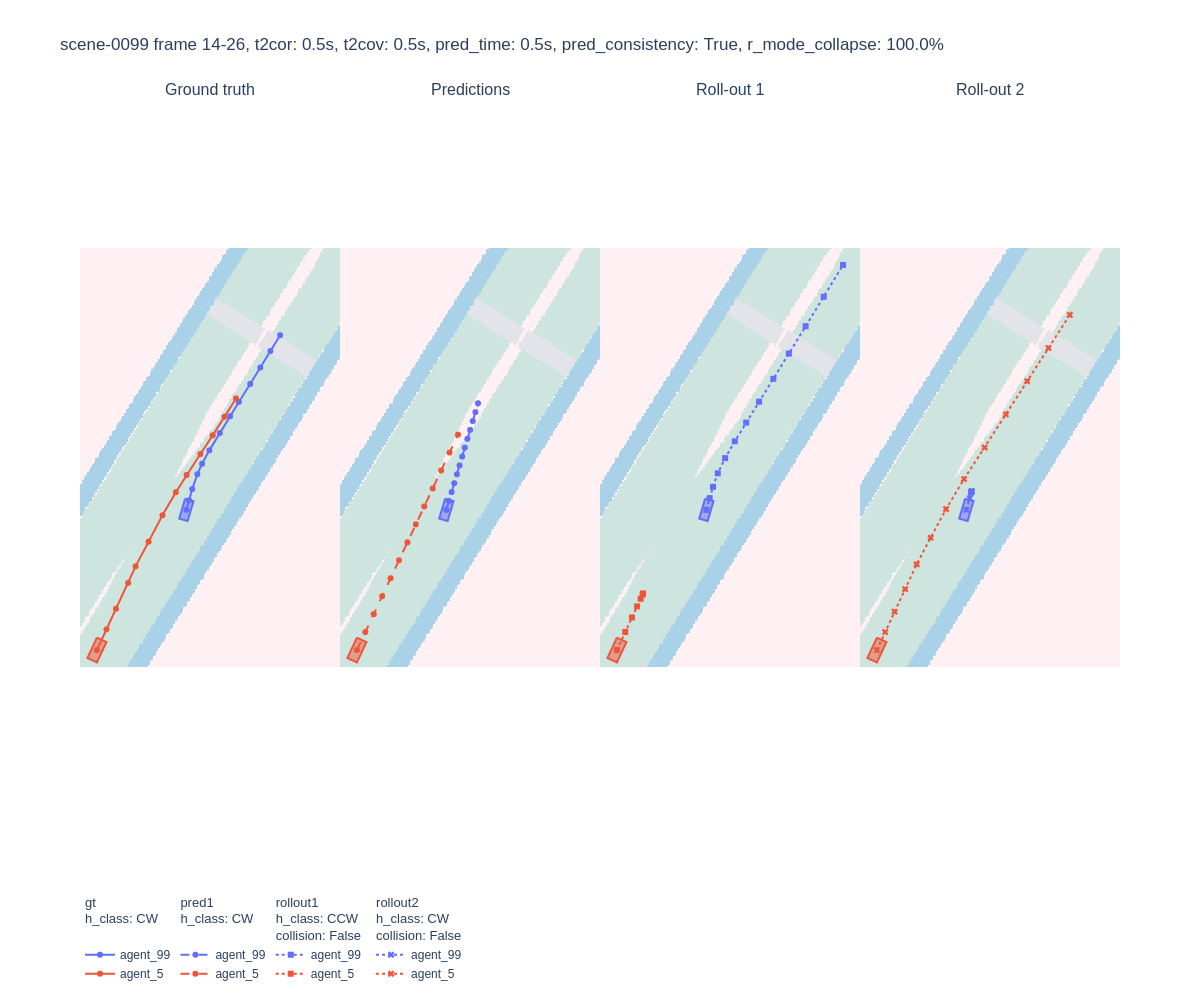 scene-0099 frame 14-26, t2cor: 0.5s, t2cov: 0.5s, pred_time: 0.5s, pred_consistency: True, r_mode_collapse: 100.0%
Ground truth
Predictions
Roll-out 1
Roll-out 2
gt
h_class: CW
agent_99
agent_5
pred1
h_class: CW
agent_99
agent_5
rollout1
h_class: CCW
collision: False
agent_99
agent_5
rollout2
h_class: CW
collision: False
agent_99
agent_5